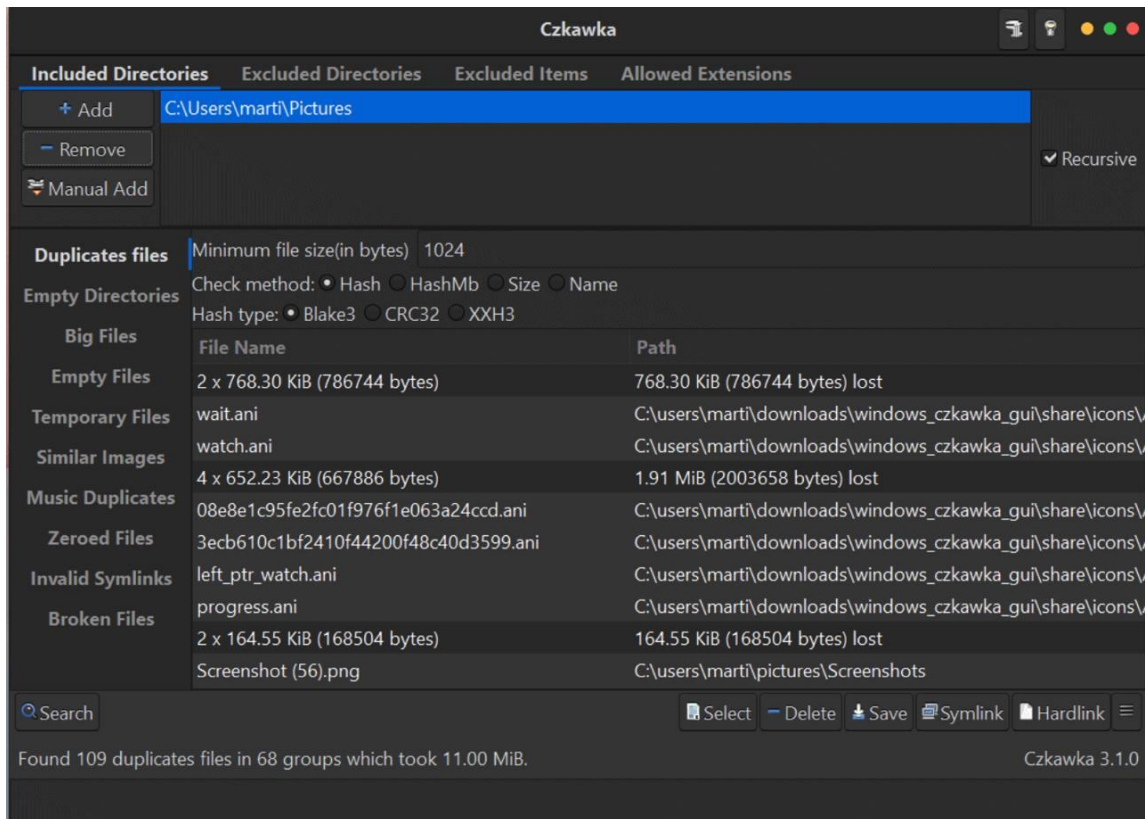 Czkawka
Included Directories Excluded Directories Excluded Items Allowed Extensions
Add C:\Users\marti\Pictures
Remove Recursive
Manual Add
Duplicates files Minimum file size(in bytes) 1024
Empty Directories Check method: Hash HashMb Size Name
Hash type: Blake3 CRC32 XXH3
Big Files File Name Path
Empty Files 2 x 768.30 KiB (786744 bytes) 768.30 KiB (786744 bytes) lost
Temporary Files wait.ani C:\users\marti\downloads\windows_czkawka_gui\share\icons\
watch.ani C:\users\marti\downloads\windows_czkawka_gui\share\icons\
Similar Images 4 x 652.23 KiB (667886 bytes) 1.91 MiB (2003658 bytes) lost
Music Duplicates 08e8e1c95fe2fc01f976f1e063a24ccd.ani C:\users\marti\downloads\windows_czkawka_gui\share\icons\
Zeroed Files 3ecb610c1bf2410f44200f48c40d3599.ani C:\users\marti\downloads\windows_czkawka_gui\share\icons\
Invalid Symlinks left_ptr_watch.ani C:\users\marti\downloads\windows_czkawka_gui\share\icons\
Broken Files progress.ani C:\users\marti\downloads\windows_czkawka_gui\share\icons\
2 x 164.55 KiB (168504 bytes) 164.55 KiB (168504 bytes) lost
Screenshot (56).png C:\users\marti\pictures\Screenshots
Search Select Delete Save Symlink Hardlink
Found 109 duplicates files in 68 groups which took 11.00 MiB. Czkawka 3.1.0